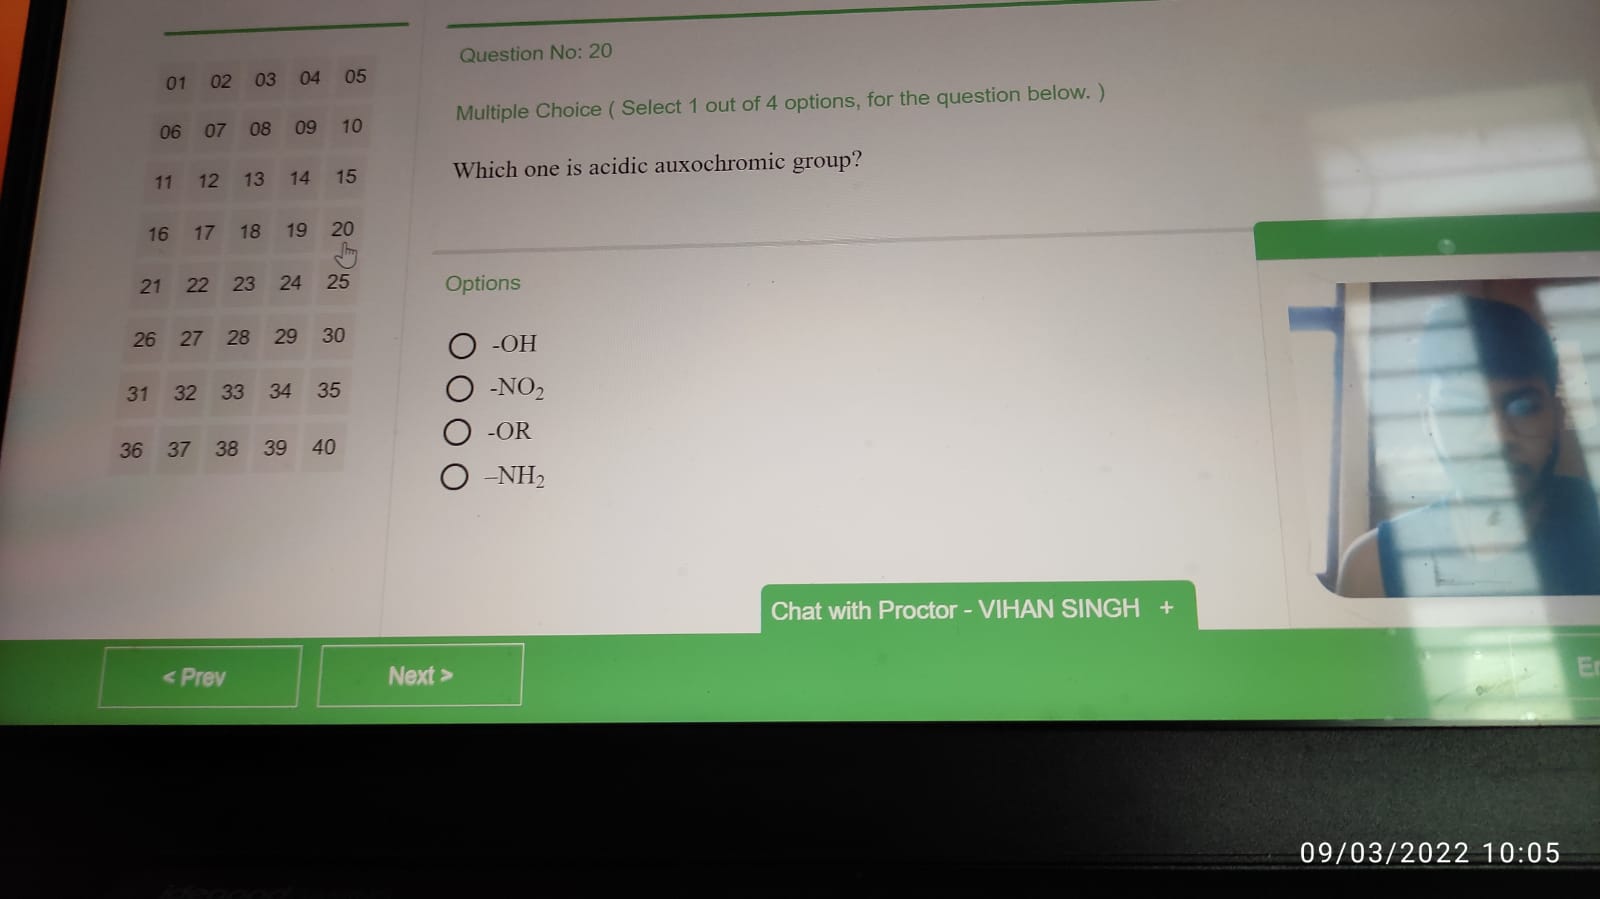 01 02 03 04 05
06 07 08 09 10
11 12 13 14 15
16 17 18 19 20
21 22 23 24 25
26 27 28 29 30
31 32 33 34 35
36 37 38 39 40
Question No: 20
Multiple Choice ( Select 1 out of 4 options, for the question below. )
Which one is acidic auxochromic group?
Options
-OH
-NO₂
-OR
–NH₂
Chat with Proctor - VIHAN SINGH +
< Prev
Next >
09/03/2022 10:05